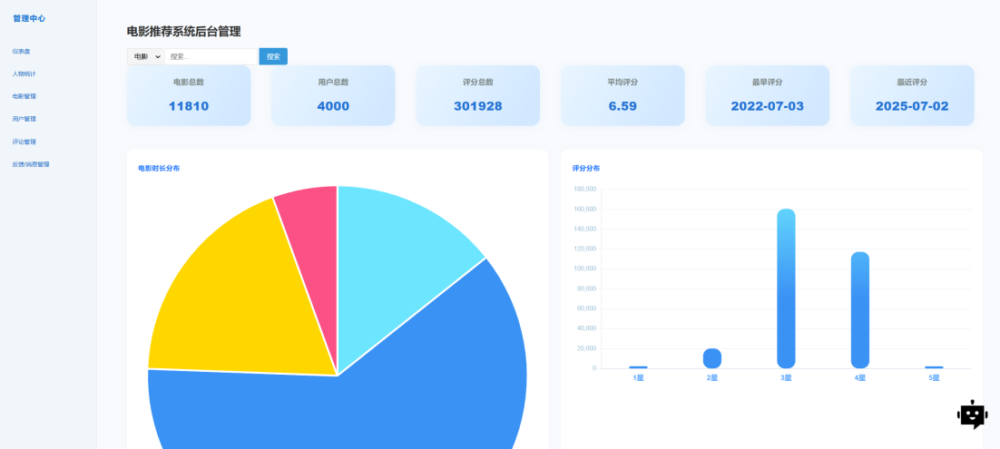 管理中心
仪表盘
人物统计
电影管理
用户管理
评论管理
反馈/消息管理
电影推荐系统后台管理
电影 搜索... 搜索
电影总数 用户总数 评分总数 平均评分 最早评分 最近评分
11810 4000 301928 6.59 2022-07-03 2025-07-02
电影时长分布
评分分布
180,000
160,000
140,000
120,000
100,000
80,000
60,000
40,000
20,000
0
1星 2星 3星 4星 5星